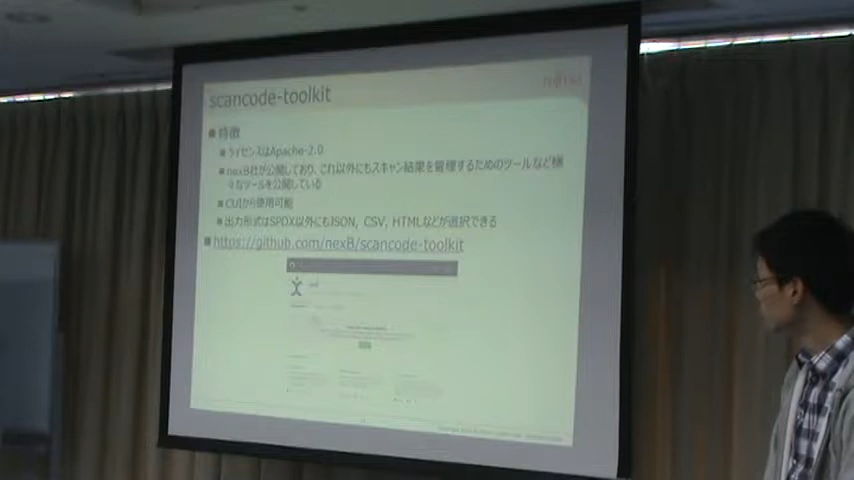 scancode-toolkit
FUJITSU
特徴
ライセンスはApache-2.0
nexB社が公開しており、これ以外にもスキャン結果を管理するためのツールなど様
々なツールを公開している
CUIから使用可能
出力形式はSPDX以外にもJSON, CSV, HTMLなどが選択できる
https://github.com/nexB/scancode-toolkit